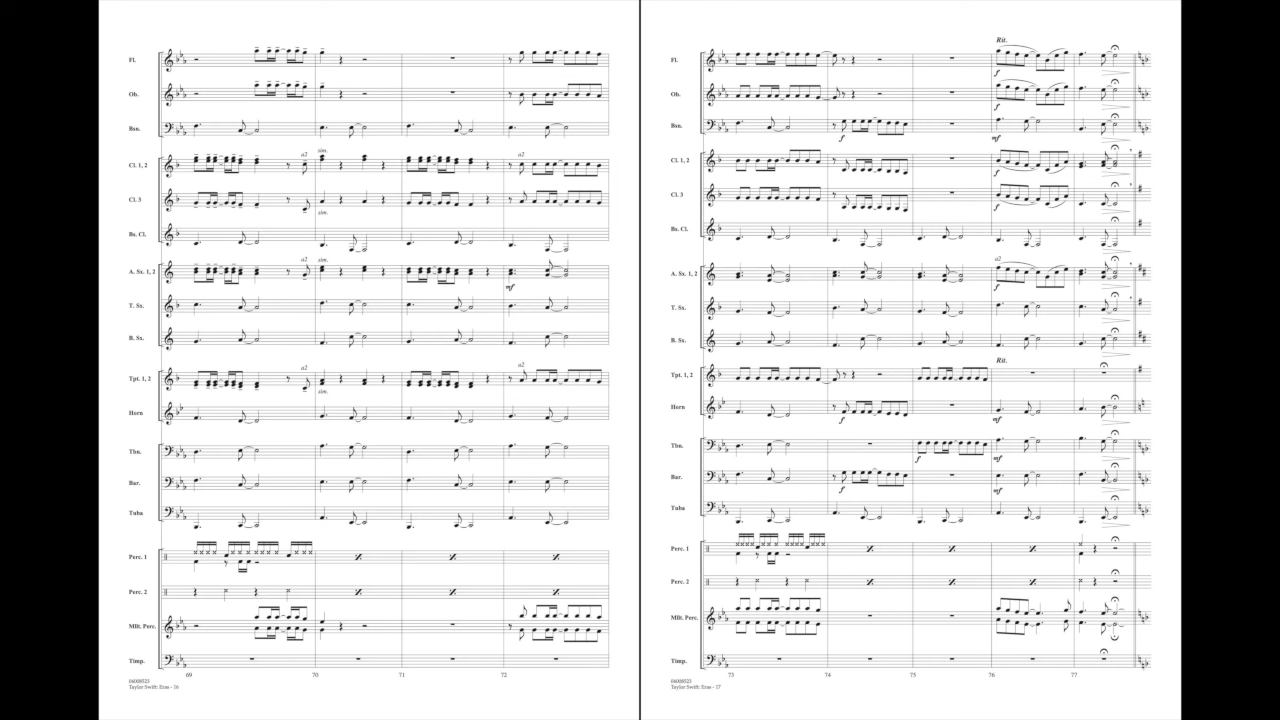 Fl.
Ob.
Bsn.
Cl. 1, 2
a2
sim.
a2
Cl. 3
sim.
Bs. Cl.
A. Sx. 1, 2
a2
sim.
mf
T. Sx.
B. Sx.
Tpt. 1, 2
a2
sim.
a2
Horn
Tbn.
Bar.
Tuba
Perc. 1
Perc. 2
Mlt. Perc.
Timp.
69 70 71 72
04008523
Taylor Swift: Eras - 16
Rit.
Fl.
f
Ob.
f
Bsn.
f
mf
Cl. 1, 2
f
Cl. 3
f
Bs. Cl.
A. Sx. 1, 2
a2
f
T. Sx.
B. Sx.
Rit.
Tpt. 1, 2
Horn
f
mf
Tbn.
f
mf
Bar.
f
mf
Tuba
Perc. 1
Perc. 2
Mlt. Perc.
Timp.
73 74 75 76 77
04008523
Taylor Swift: Eras - 17